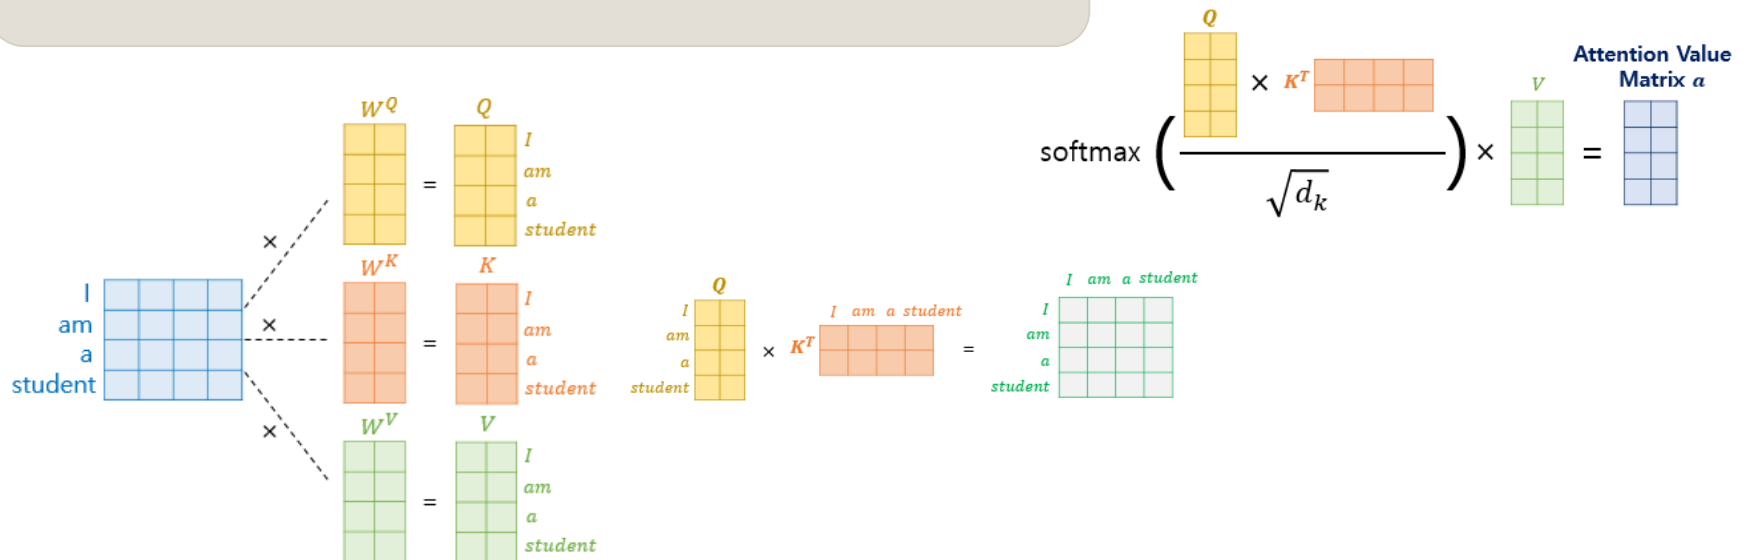 I
am
a
student
×
×
×
W^Q
=
Q
I
am
a
student
W^K
=
K
I
am
a
student
W^V
=
V
I
am
a
student
Q
I
am
a
student
×
K^T
I am a student
=
I am a student
I
am
a
student
softmax ( Q × K^T / √d_k ) × V =
Attention Value
Matrix a